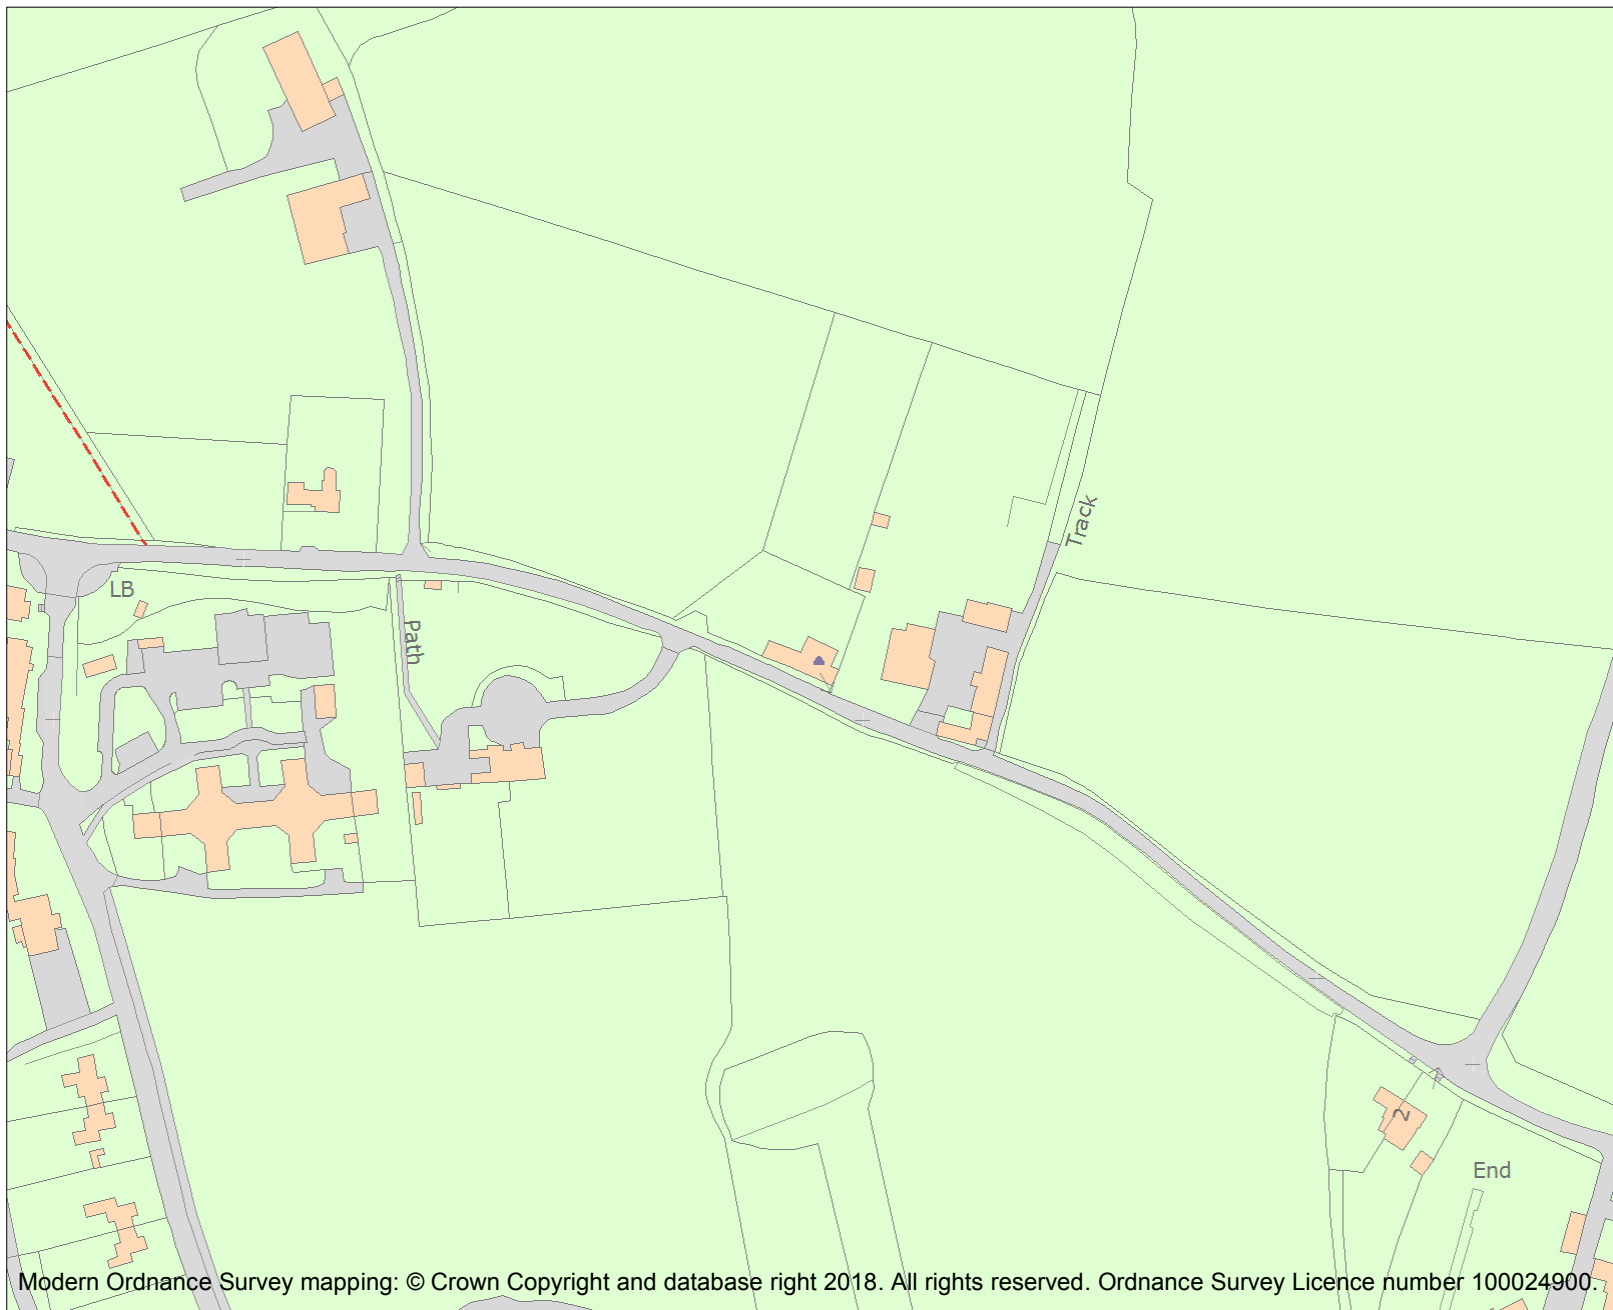 Track
LB
Path
2
End
Modern Ordnance Survey mapping: © Crown Copyright and database right 2018. All rights reserved. Ordnance Survey Licence number 100024900.